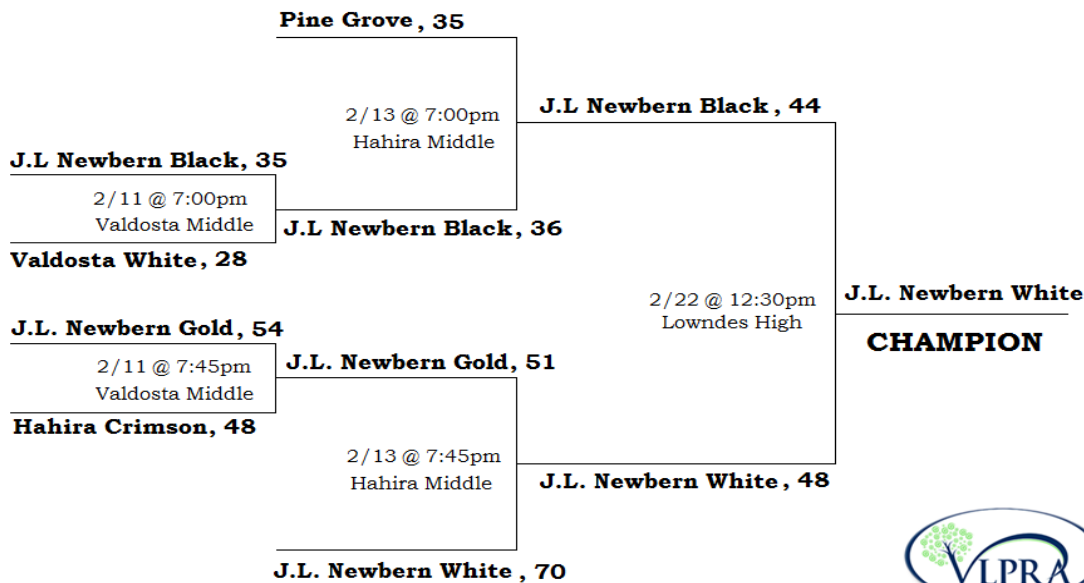 Pine Grove , 35
2/13 @ 7:00pm
Hahira Middle
J.L Newbern Black , 44
J.L Newbern Black, 35
2/11 @ 7:00pm
Valdosta Middle
J.L Newbern Black, 36
Valdosta White , 28
2/22 @ 12:30pm
Lowndes High
J.L. Newbern White
CHAMPION
J.L. Newbern Gold , 54
2/11 @ 7:45pm
Valdosta Middle
J.L. Newbern Gold, 51
Hahira Crimson, 48
2/13 @ 7:45pm
Hahira Middle
J.L. Newbern White , 48
J.L. Newbern White , 70
VLPRA